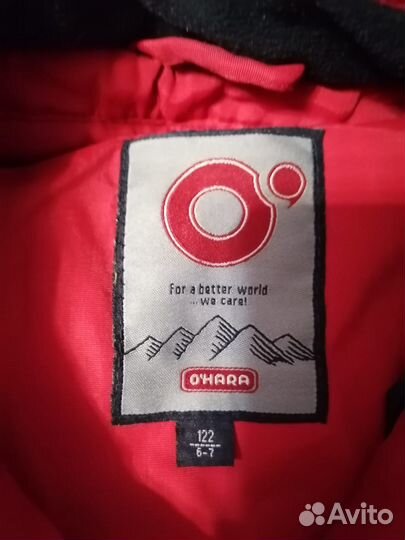 For a better world
...we care!
O'HARA
122
6-7
Avito